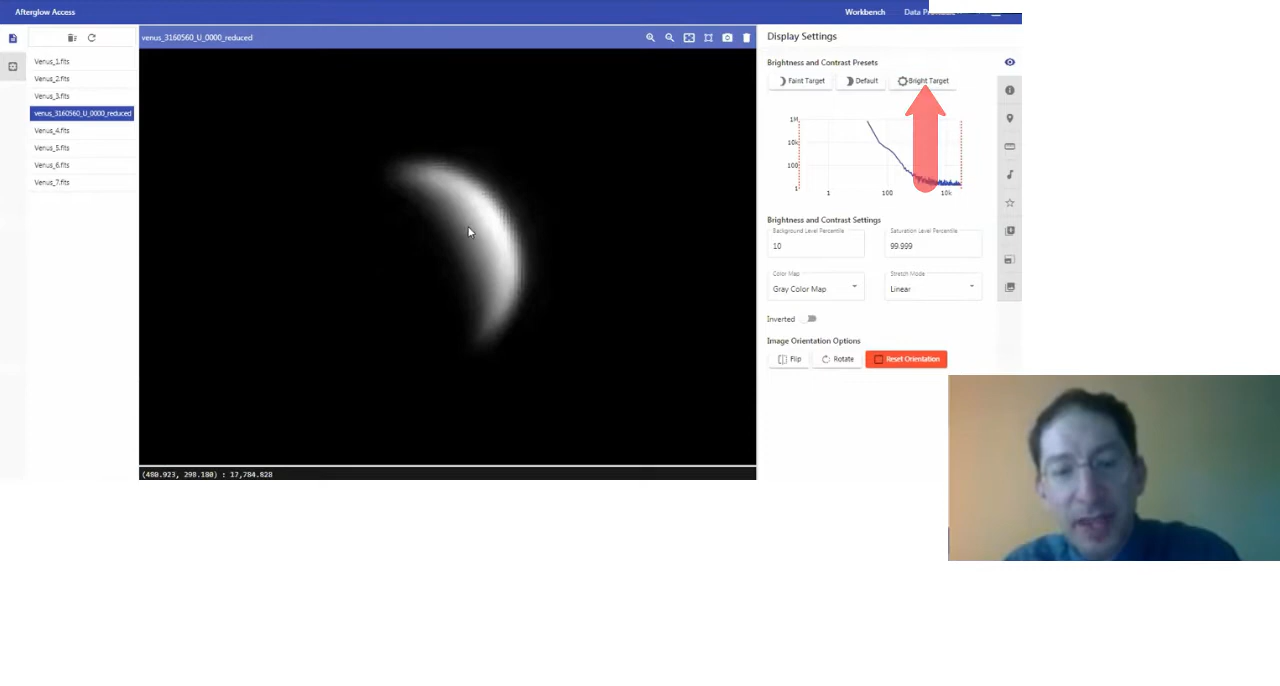 Afterglow Access
Workbench
Venus_1.fits
Venus_2.fits
Venus_3.fits
venus_3160560_U_0000_reduced
Venus_4.fits
Venus_5.fits
Venus_6.fits
Venus_7.fits
venus_3160560_U_0000_reduced
(480.923, 298.180) : 17,784.828
Display Settings
Brightness and Contrast Presets
Faint Target Default Bright Target
1M
10k
100
1
1 100 10k
Brightness and Contrast Settings
Background Level Percentile Saturation Level Percentile
10 99.999
Color Map Stretch Mode
Gray Color Map Linear
Inverted
Image Orientation Options
Flip Rotate Reset Orientation